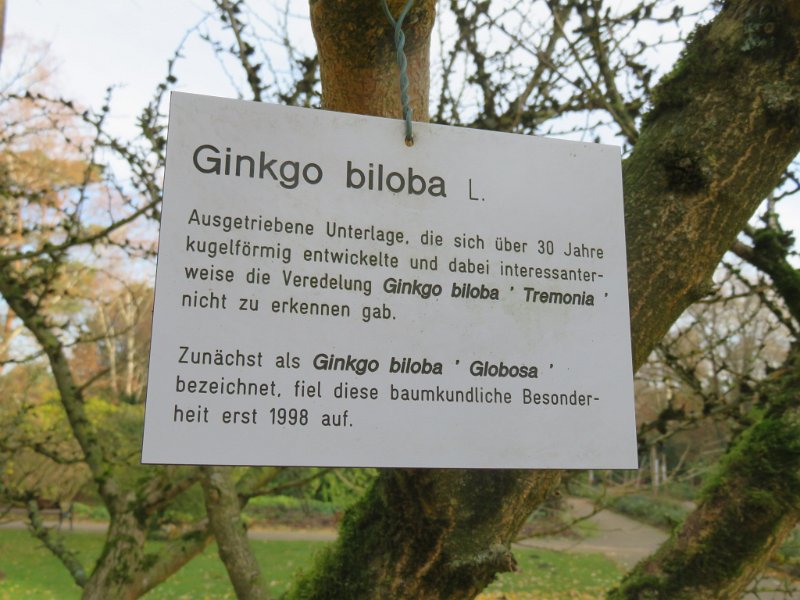 Ginkgo biloba L.
Ausgetriebene Unterlage, die sich über 30 Jahre
kugelförmig entwickelte und dabei interessanter-
weise die Veredelung Ginkgo biloba ' Tremonia '
nicht zu erkennen gab.
Zunächst als Ginkgo biloba ' Globosa '
bezeichnet, fiel diese baumkundliche Besonder-
heit erst 1998 auf.